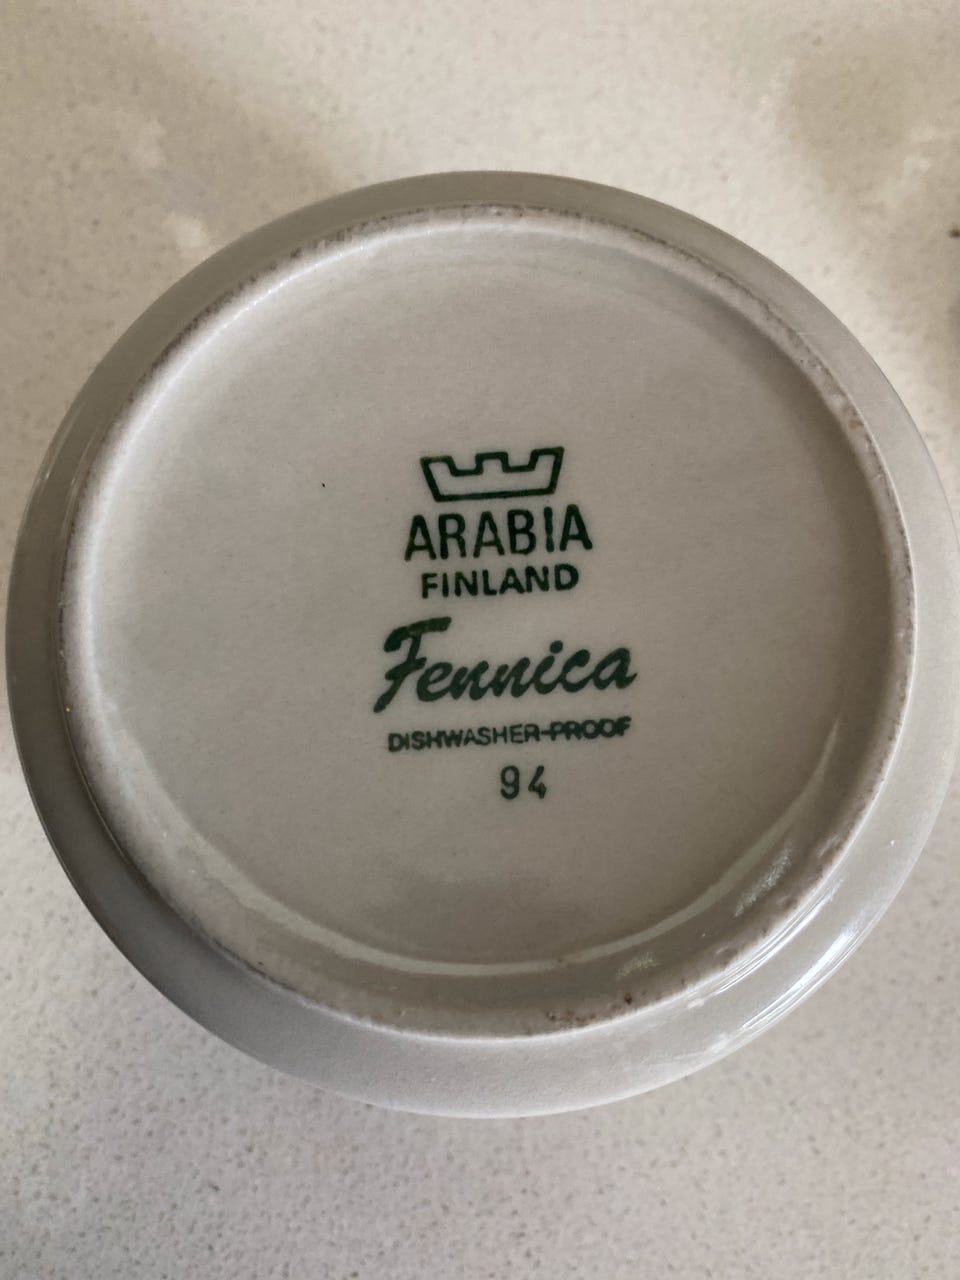 ARABIA
FINLAND
Fennica
DISHWASHER-PROOF
94